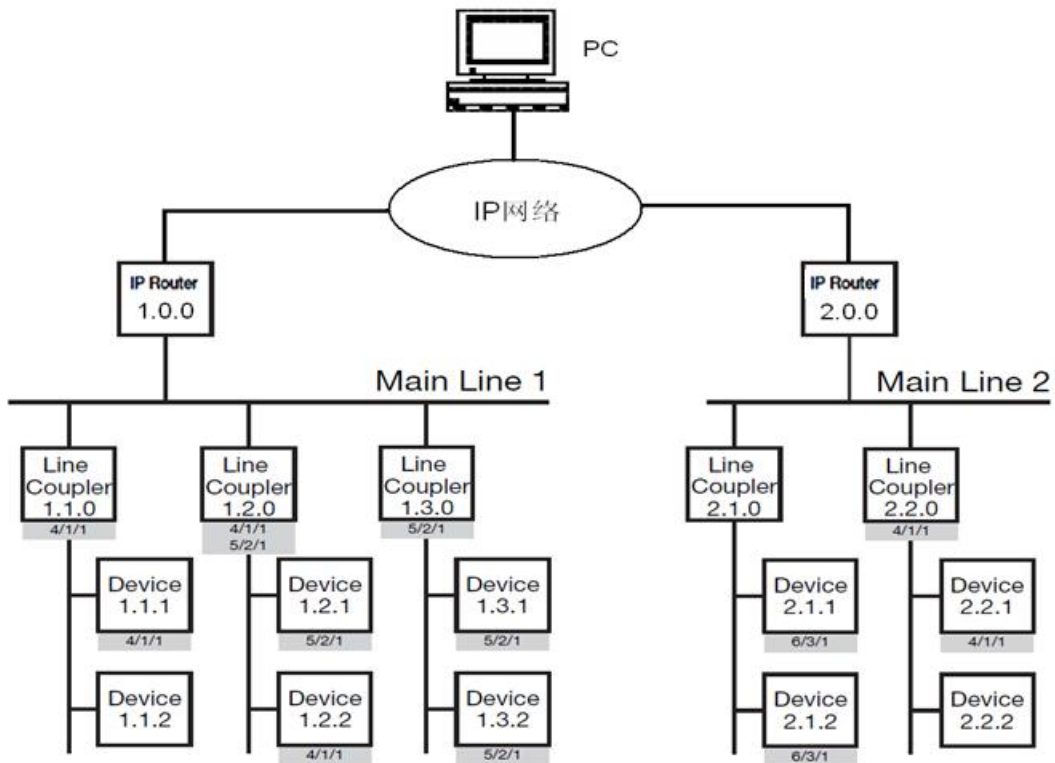 PC
IP网络
IP Router
1.0.0
IP Router
2.0.0
Main Line 1
Main Line 2
Line
Coupler
1.1.0
4/1/1
Line
Coupler
1.2.0
4/1/1
5/2/1
Line
Coupler
1.3.0
5/2/1
Line
Coupler
2.1.0
Line
Coupler
2.2.0
4/1/1
Device
1.1.1
4/1/1
Device
1.2.1
5/2/1
Device
1.3.1
5/2/1
Device
2.1.1
6/3/1
Device
2.2.1
4/1/1
Device
1.1.2
Device
1.2.2
4/1/1
Device
1.3.2
5/2/1
Device
2.1.2
6/3/1
Device
2.2.2